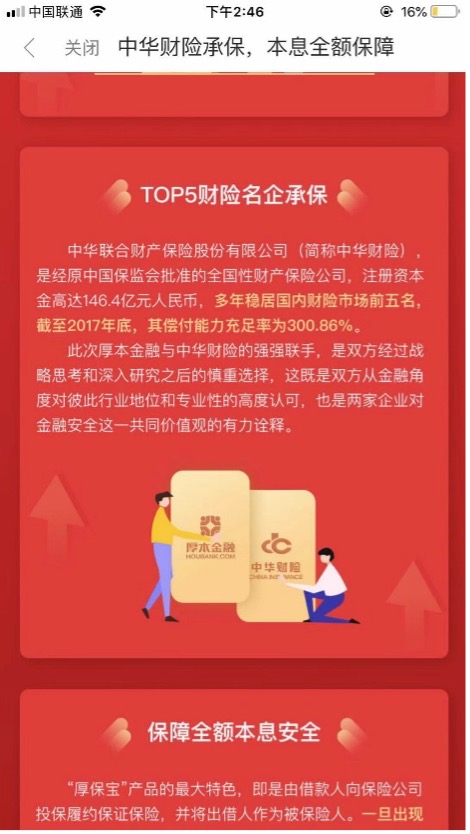 中国联通
下午2:46
16%
关闭
中华财险承保，本息全额保障
TOP5财险名企承保
中华联合财产保险股份有限公司（简称中华财险），
是经原中国保监会批准的全国性财产保险公司，注册资本
金高达146.4亿元人民币，多年稳居国内财险市场前五名，
截至2017年底，其偿付能力充足率为300.86%。
此次厚本金融与中华财险的强强联手，是双方经过战
略思考和深入研究之后的慎重选择，这既是双方从金融角
度对彼此行业地位和专业性的高度认可，也是两家企业对
金融安全这一共同价值观的有力诠释。
厚本金融
HOUBANK.COM
中华财险
保障全额本息安全
“厚保宝”产品的最大特色，即是由借款人向保险公司
投保履约保证保险，并将出借人作为被保险人。一旦出现